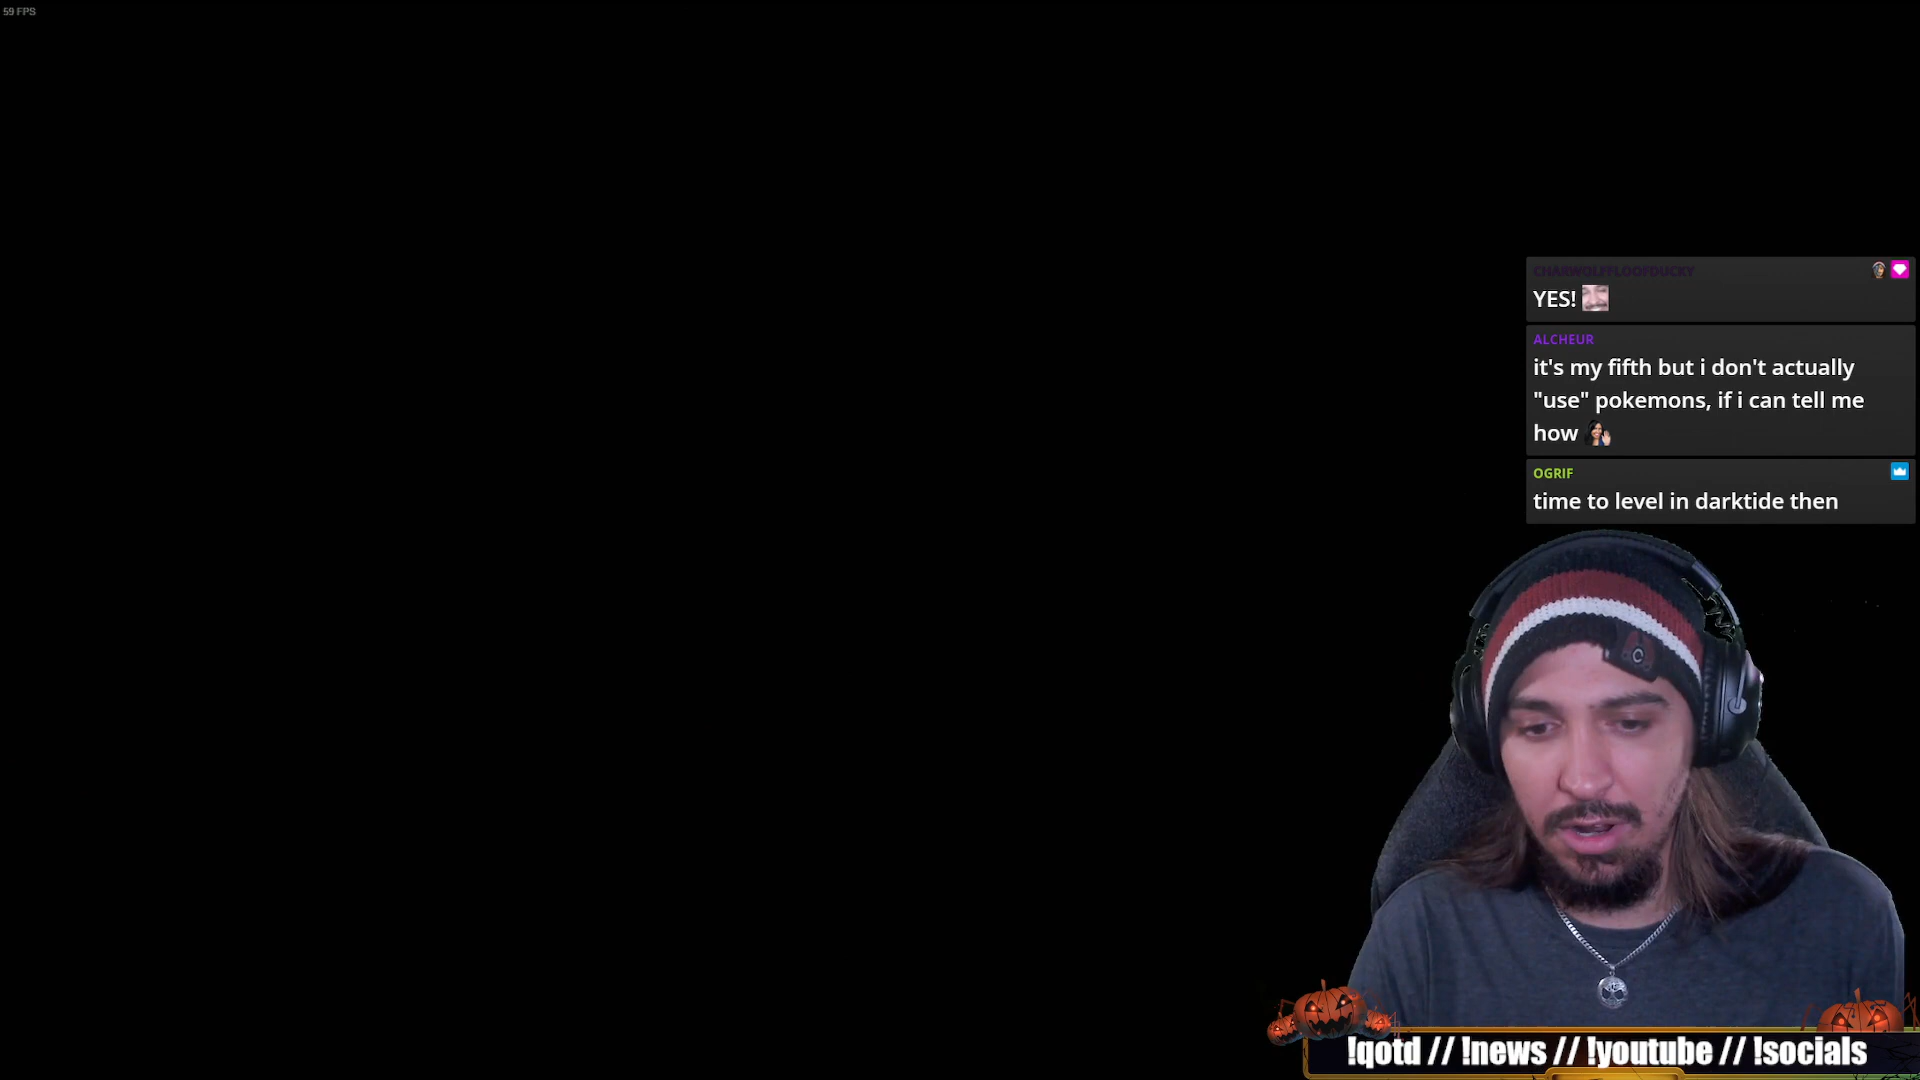 59 FPS
CHARWOLFFLOOFDUCKY
YES!
ALCHEUR
it's my fifth but i don't actually
"use" pokemons, if i can tell me
how
OGRIF
time to level in darktide then
!qotd // !news // !youtube // !socials